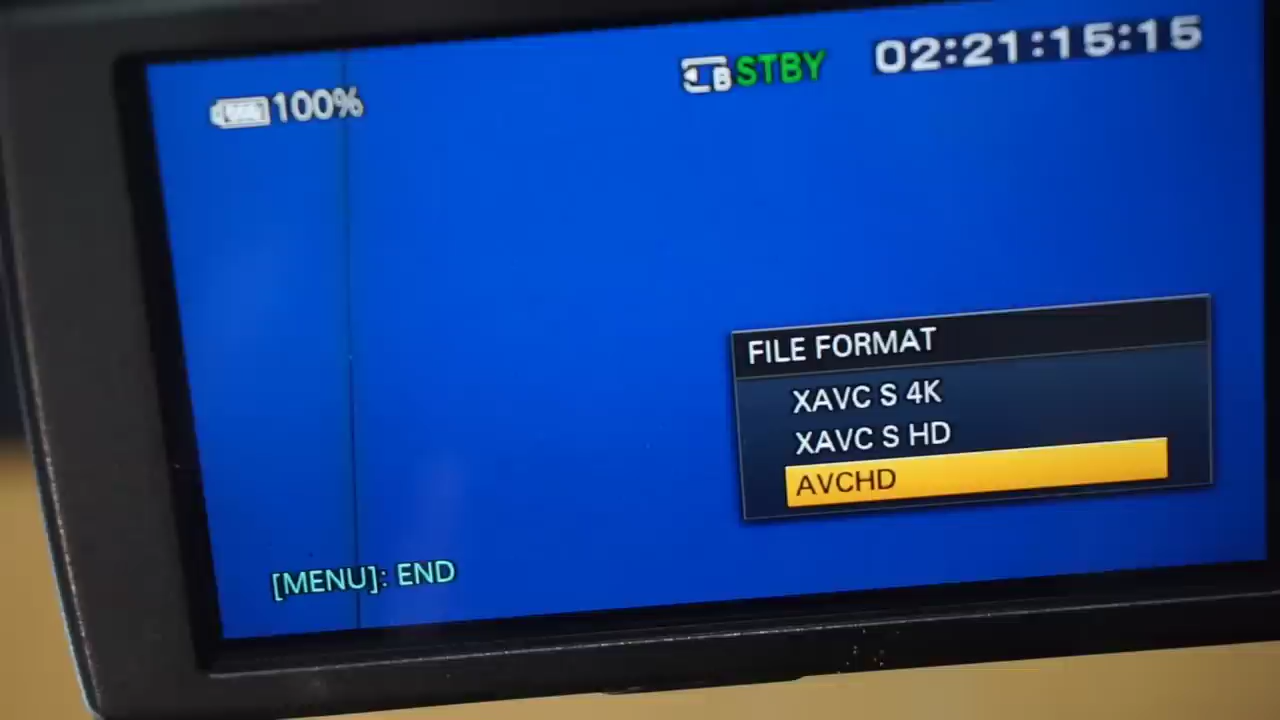 100%
B STBY
02:21:15:15
FILE FORMAT
XAVC S 4K
XAVC S HD
AVCHD
[MENU]: END